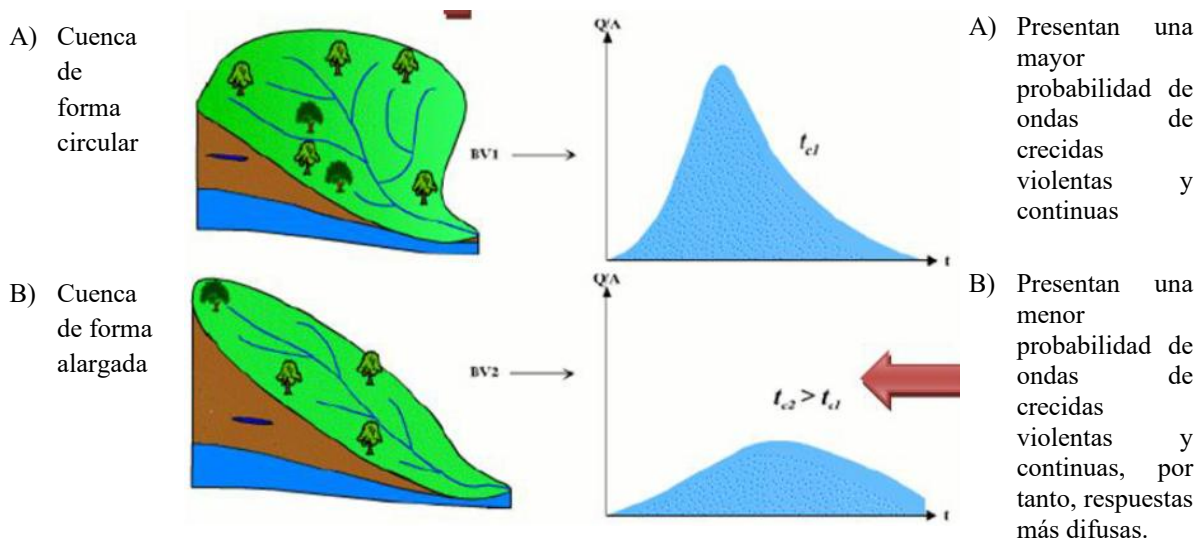 A) Cuenca
de
forma
circular
Q/A
BV1
t_c1
t
A) Presentan una
mayor
probabilidad de
ondas de
crecidas
violentas y
continuas
B) Cuenca
de forma
alargada
Q/A
BV2
t_c2 > t_c1
t
B) Presentan una
menor
probabilidad de
ondas de
crecidas
violentas y
continuas, por
tanto, respuestas
más difusas.